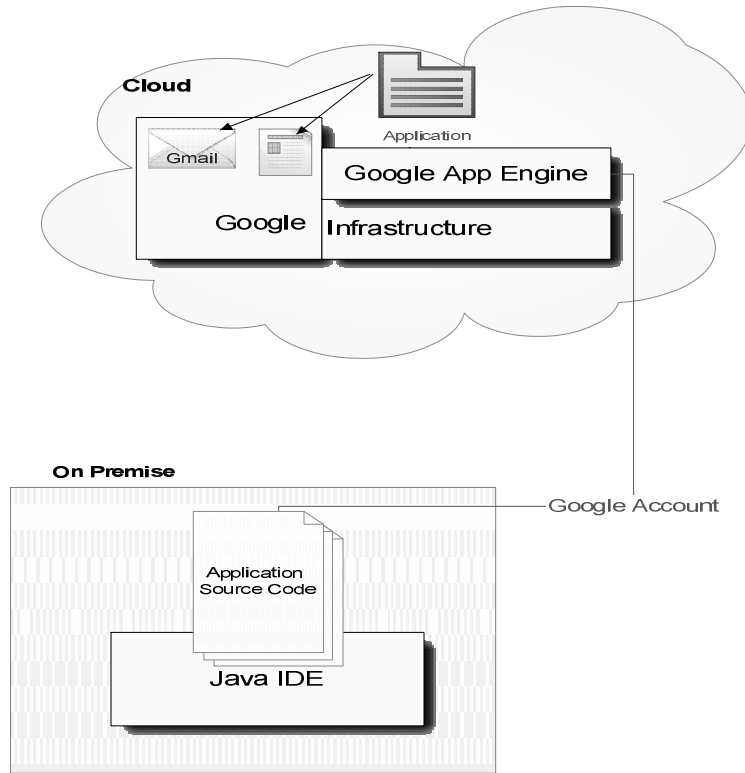 Cloud
Application
Gmail
Google App Engine
Google Infrastructure
On Premise
Google Account
Application
Source Code
Java IDE